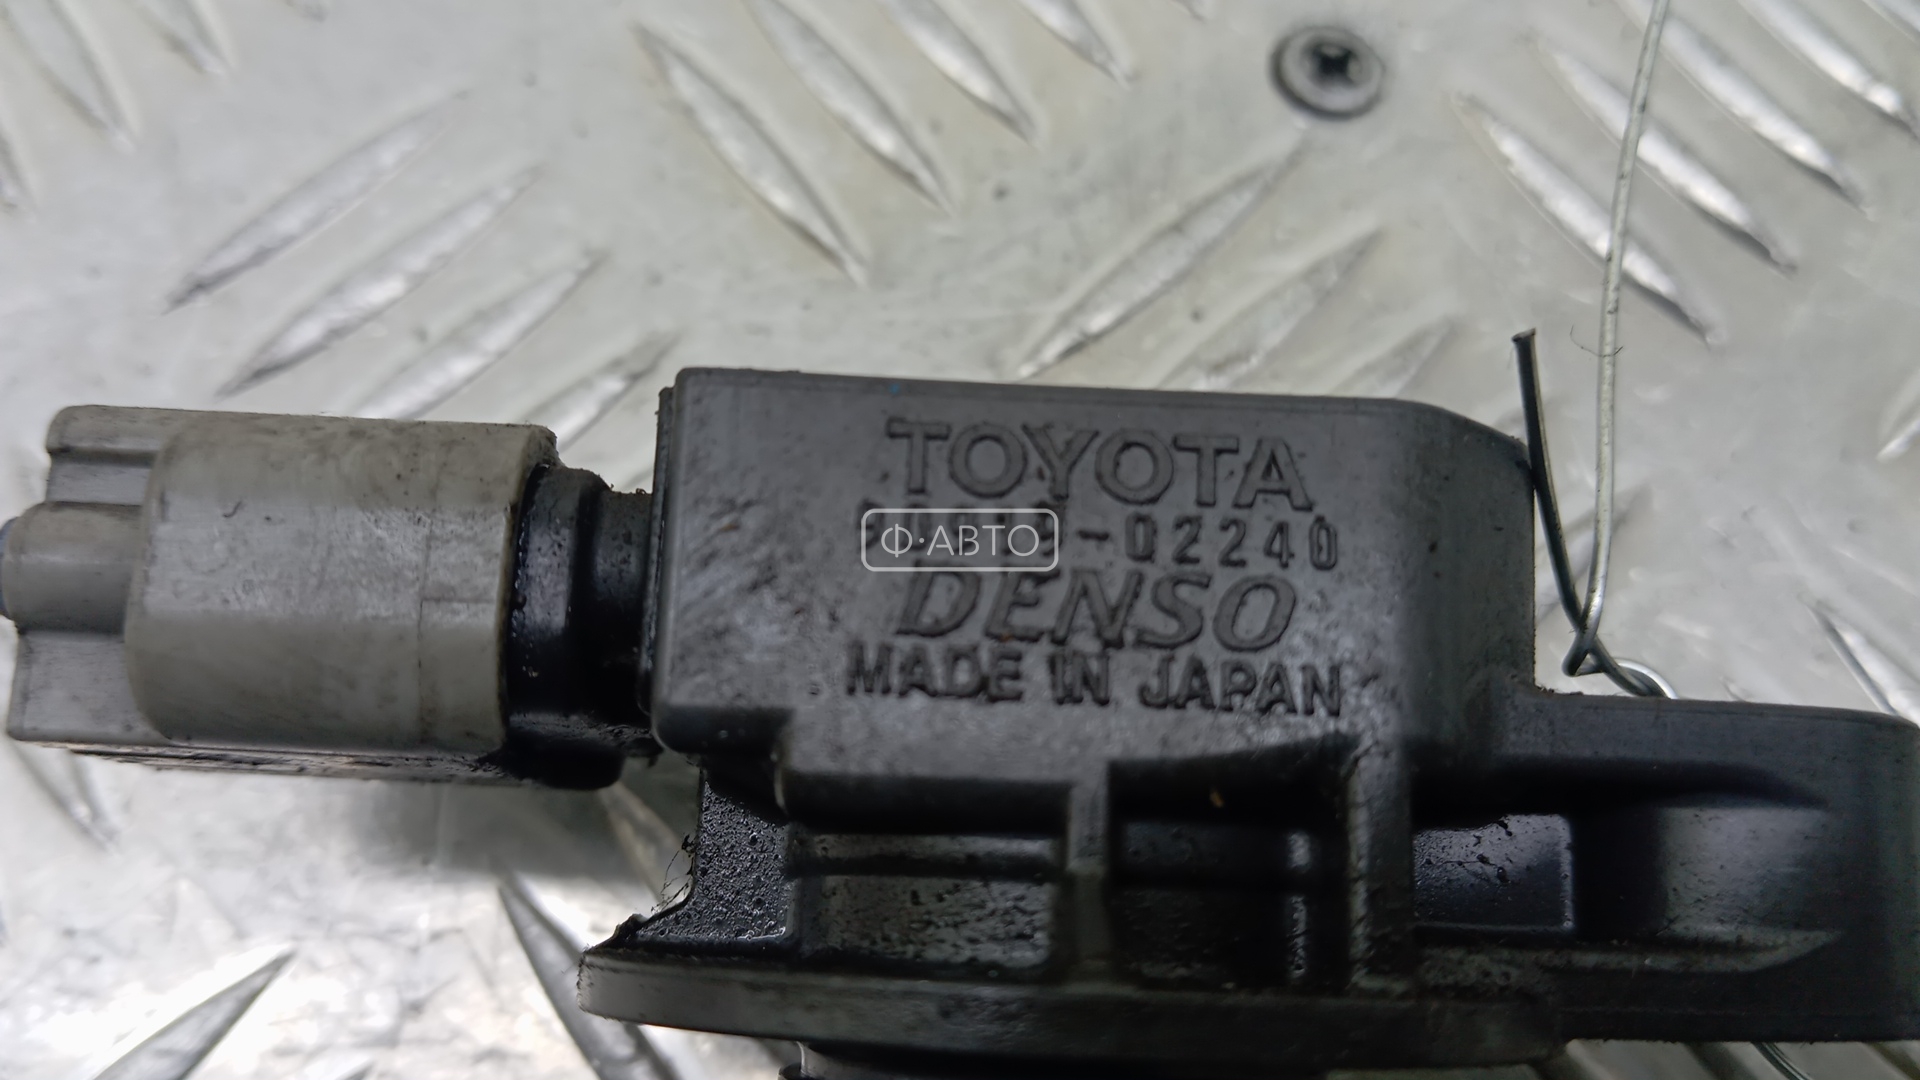 TOYOTA
-02240
Ф·АВТО
DENSO
MADE IN JAPAN